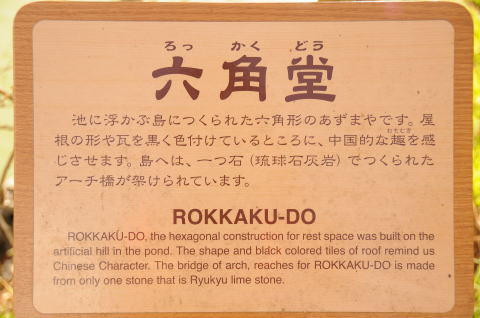 ろっ かく どう
六角堂
池に浮かぶ島につくられた六角形のあずまやです。屋
おもむき
根の形や瓦を黒く色付けているところに、中国的な趣を感
じさせます。島へは、一つ石(琉球石灰岩)でつくられた
アーチ橋が架けられています。
ROKKAKU-DO
ROKKAKU-DO, the hexagonal construction for rest space was built on the
artificial hill in the pond. The shape and black colored tiles of roof remind us
Chinese Character. The bridge of arch, reaches for ROKKAKU-DO is made
from only one stone that is Ryukyu lime stone.